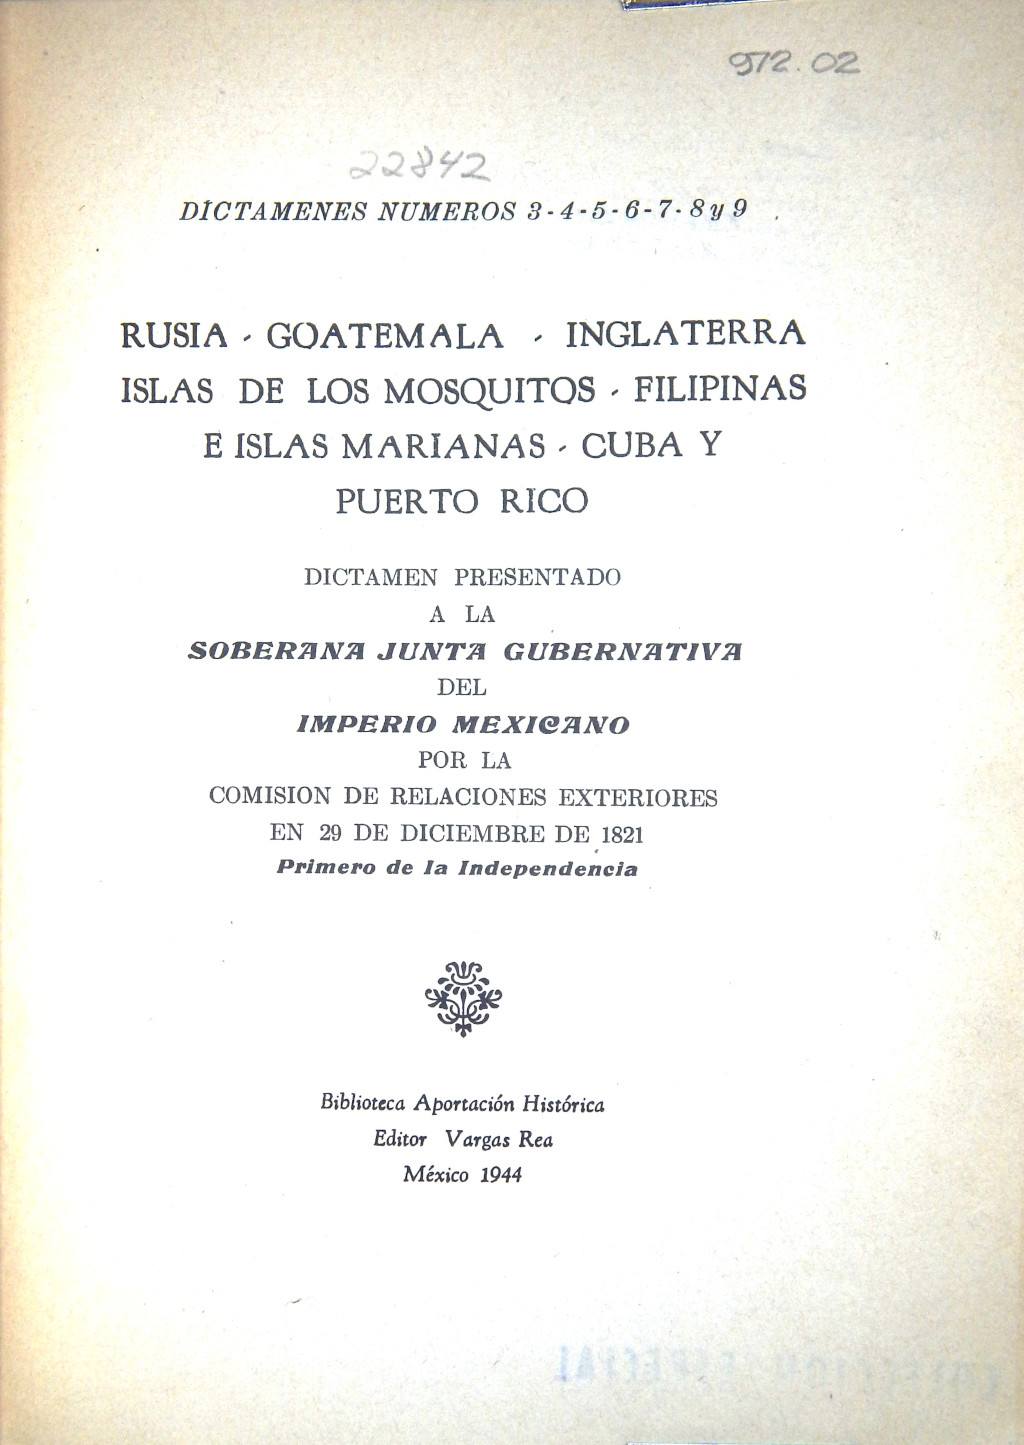 972.02
22842
DICTAMENES NUMEROS 3-4-5-6-7-8 y 9
RUSIA - GOATEMALA - INGLATERRA
ISLAS DE LOS MOSQUITOS - FILIPINAS
E ISLAS MARIANAS - CUBA Y
PUERTO RICO
DICTAMEN PRESENTADO
A LA
SOBERANA JUNTA GUBERNATIVA
DEL
IMPERIO MEXICANO
POR LA
COMISION DE RELACIONES EXTERIORES
EN 29 DE DICIEMBRE DE 1821
Primero de la Independencia
Biblioteca Aportación Histórica
Editor Vargas Rea
México 1944